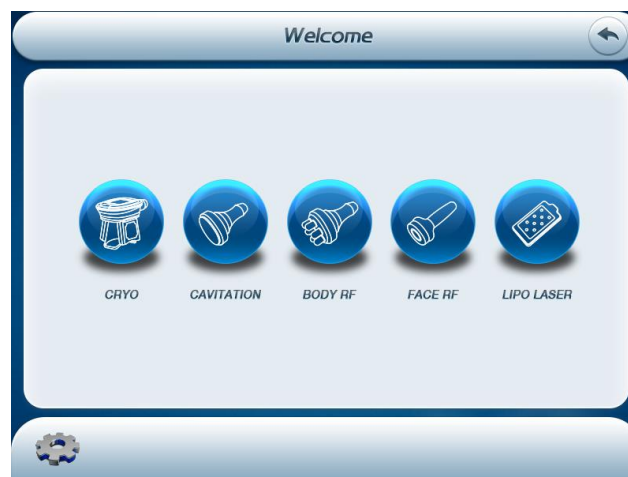 Welcome
CRYO
CAVITATION
BODY RF
FACE RF
LIPO LASER